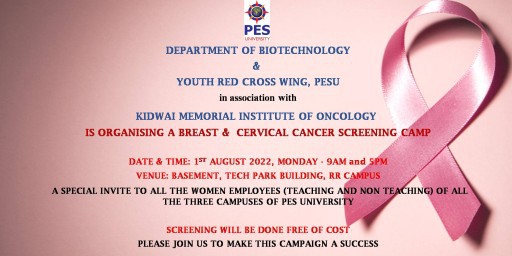 PES
UNIVERSITY
DEPARTMENT OF BIOTECHNOLOGY
&
YOUTH RED CROSS WING, PESU
in association with
KIDWAI MEMORIAL INSTITUTE OF ONCOLOGY
IS ORGANISING A BREAST & CERVICAL CANCER SCREENING CAMP
DATE & TIME: 1ST AUGUST 2022, MONDAY - 9AM and 5PM
VENUE: BASEMENT, TECH PARK BUILDING, RR CAMPUS
A SPECIAL INVITE TO ALL THE WOMEN EMPLOYEES (TEACHING AND NON TEACHING) OF ALL
THE THREE CAMPUSES OF PES UNIVERSITY
SCREENING WILL BE DONE FREE OF COST
PLEASE JOIN US TO MAKE THIS CAMPAIGN A SUCCESS